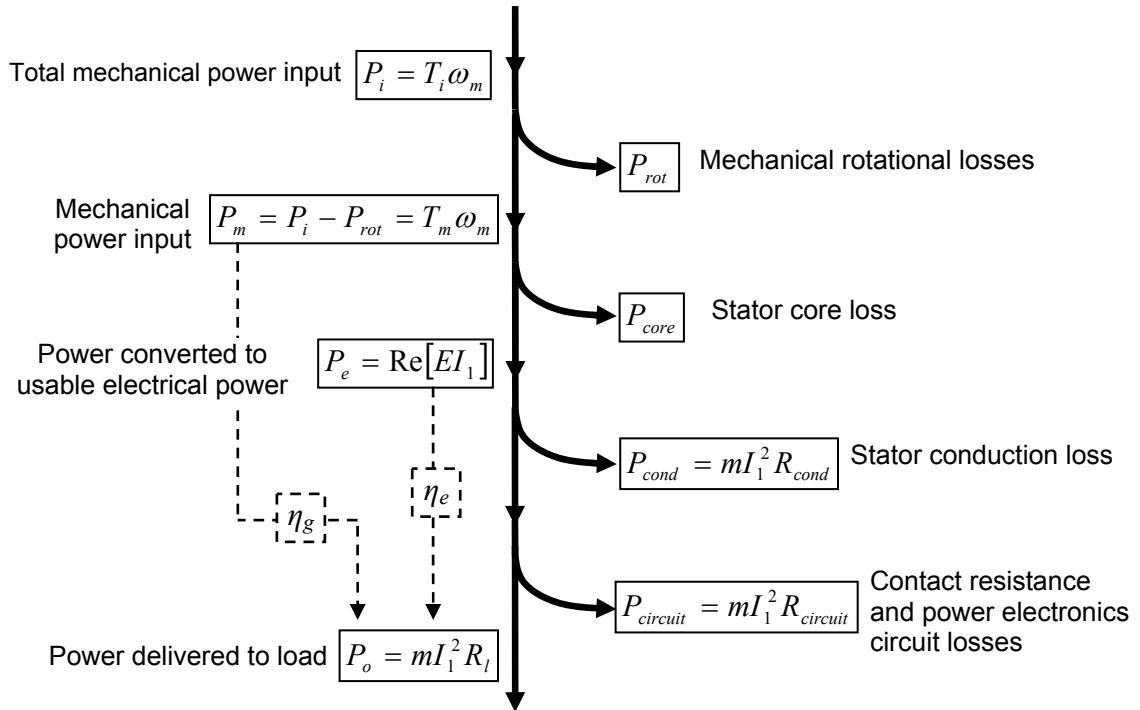 Total mechanical power input P_i = T_i ω_m
P_rot Mechanical rotational losses
Mechanical
power input
P_m = P_i − P_rot = T_m ω_m
P_core Stator core loss
Power converted to
usable electrical power
P_e = Re[EI_1]
P_cond = mI_1^2 R_cond Stator conduction loss
η_e
η_g
P_circuit = mI_1^2 R_circuit
Contact resistance
and power electronics
circuit losses
Power delivered to load P_o = mI_1^2 R_l